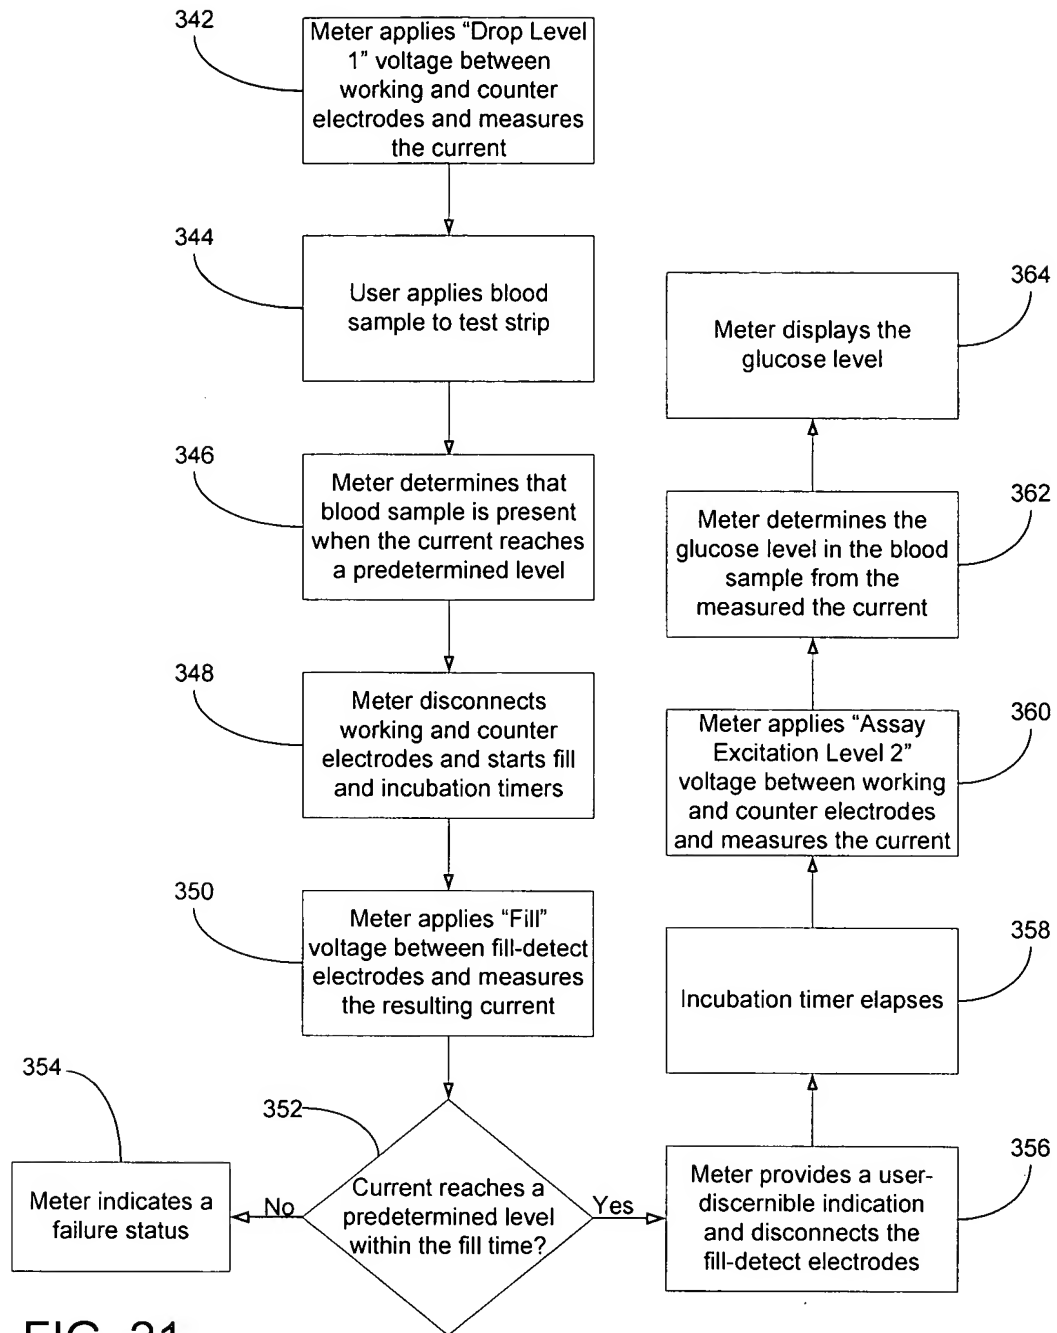 342
Meter applies “Drop Level
1” voltage between
working and counter
electrodes and measures
the current
344
User applies blood
sample to test strip
346
Meter determines that
blood sample is present
when the current reaches
a predetermined level
348
Meter disconnects
working and counter
electrodes and starts fill
and incubation timers
350
Meter applies “Fill”
voltage between fill-detect
electrodes and measures
the resulting current
352
Current reaches a
predetermined level
within the fill time?
No
354
Meter indicates a
failure status
Yes
356
Meter provides a user-
discernible indication
and disconnects the
fill-detect electrodes
358
Incubation timer elapses
360
Meter applies “Assay
Excitation Level 2”
voltage between working
and counter electrodes
and measures the current
362
Meter determines the
glucose level in the blood
sample from the
measured the current
364
Meter displays the
glucose level
FIG. 21